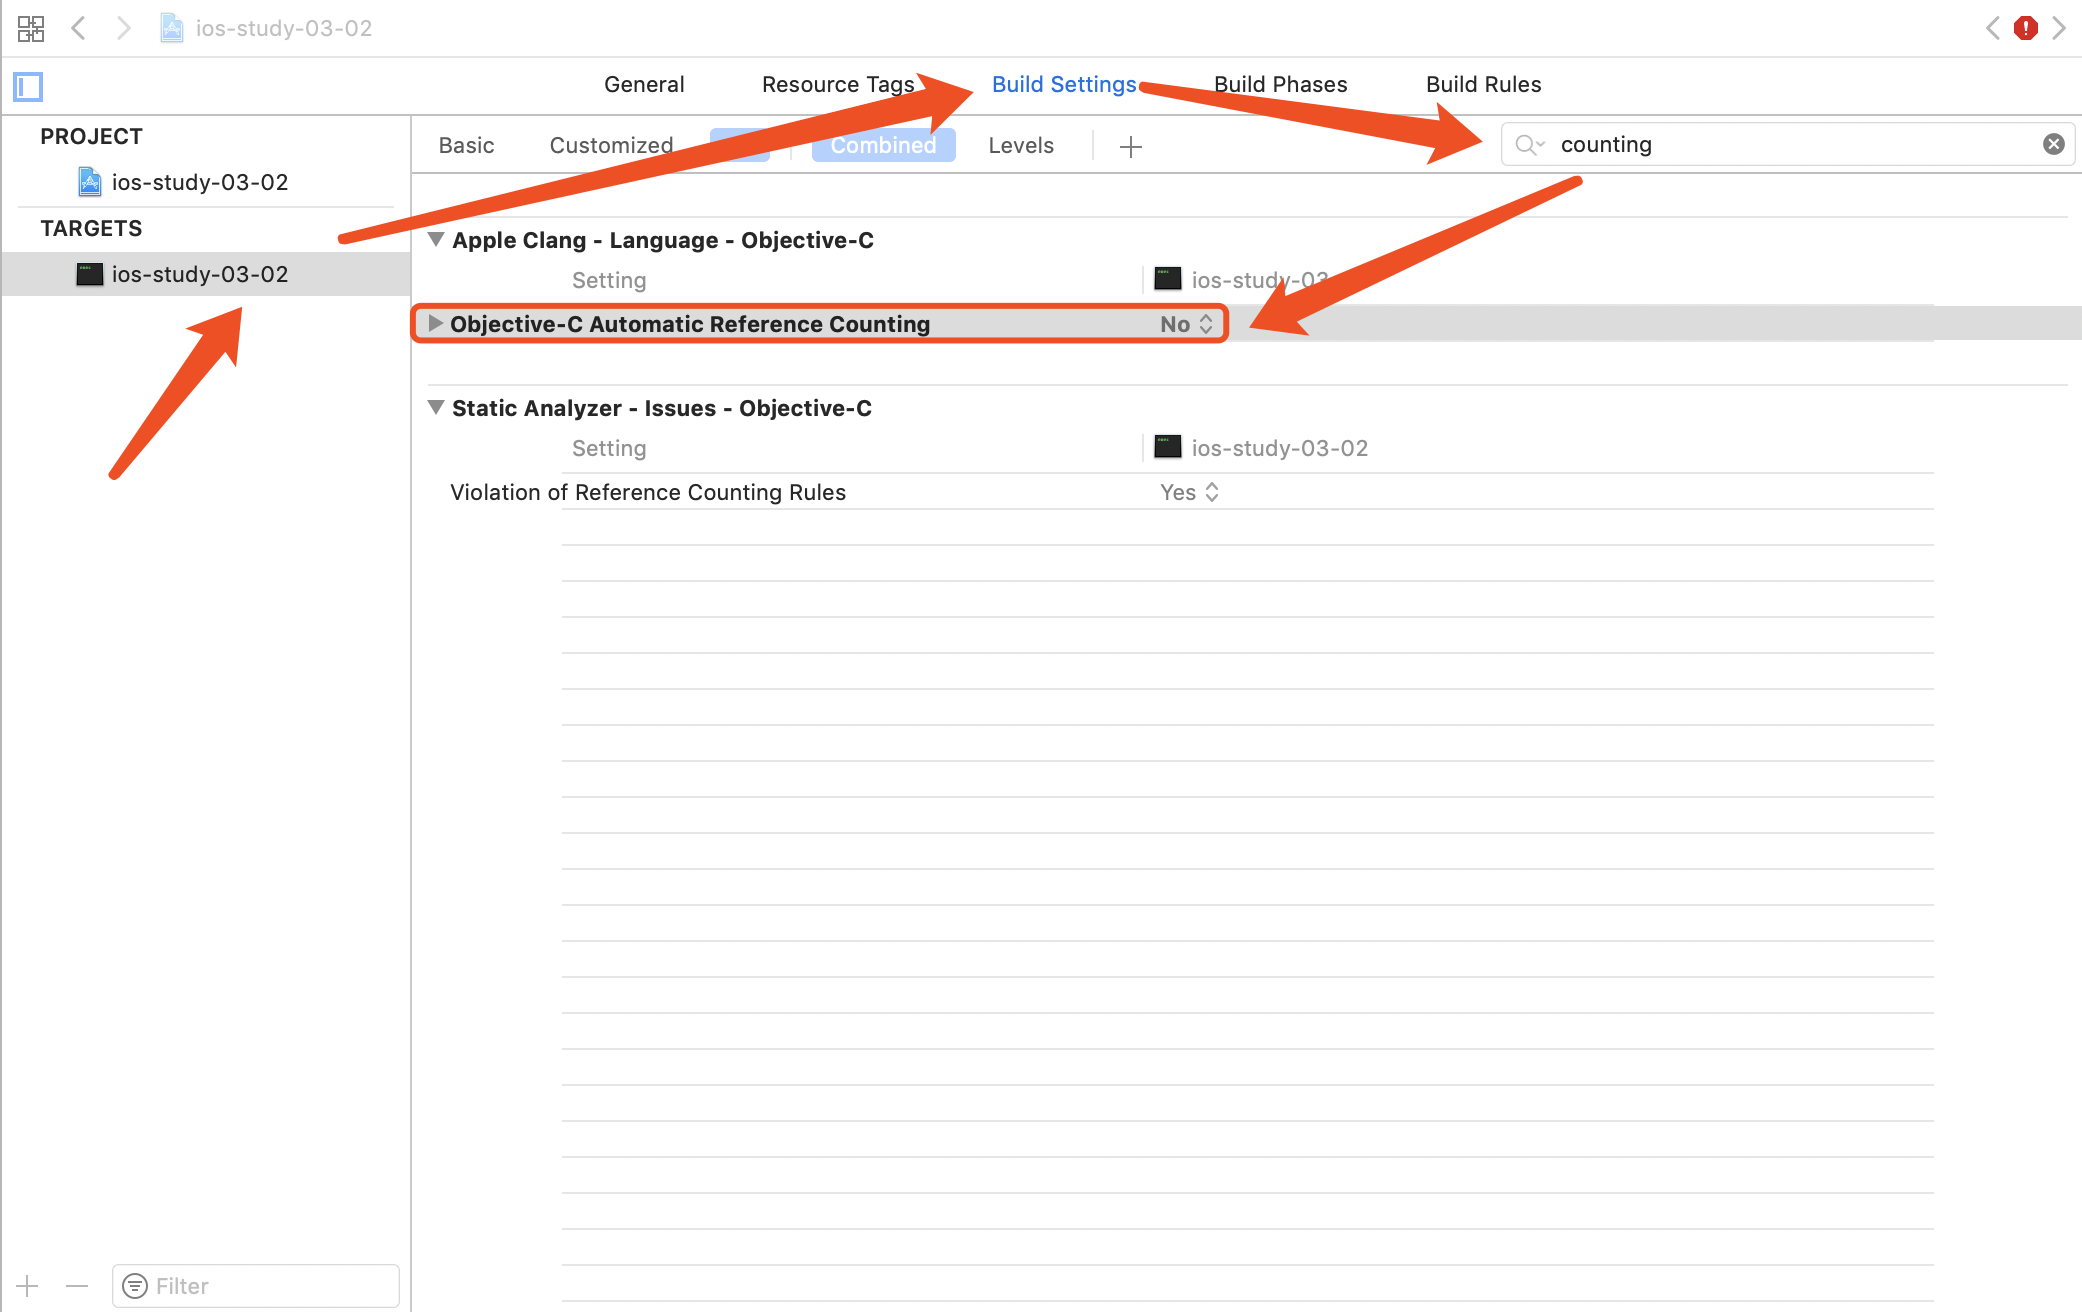 ios-study-03-02
General Resource Tags Build Settings Build Phases Build Rules
PROJECT
ios-study-03-02
TARGETS
ios-study-03-02
Basic Customized Combined Levels
counting
Apple Clang - Language - Objective-C
Setting ios-study-03
Objective-C Automatic Reference Counting No
Static Analyzer - Issues - Objective-C
Setting ios-study-03-02
Violation of Reference Counting Rules Yes
Filter